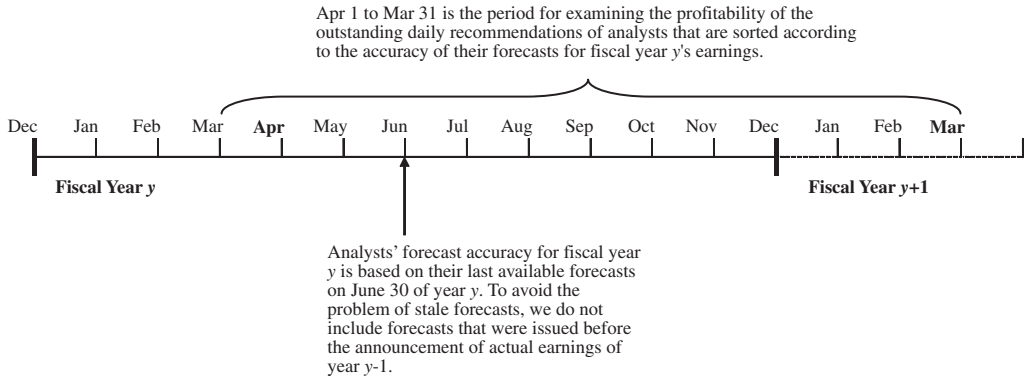 Apr 1 to Mar 31 is the period for examining the profitability of the
outstanding daily recommendations of analysts that are sorted according
to the accuracy of their forecasts for fiscal year y's earnings.
Dec Jan Feb Mar Apr May Jun Jul Aug Sep Oct Nov Dec Jan Feb Mar
Fiscal Year y Fiscal Year y+1
Analysts’ forecast accuracy for fiscal year
y is based on their last available forecasts
on June 30 of year y. To avoid the
problem of stale forecasts, we do not
include forecasts that were issued before
the announcement of actual earnings of
year y-1.